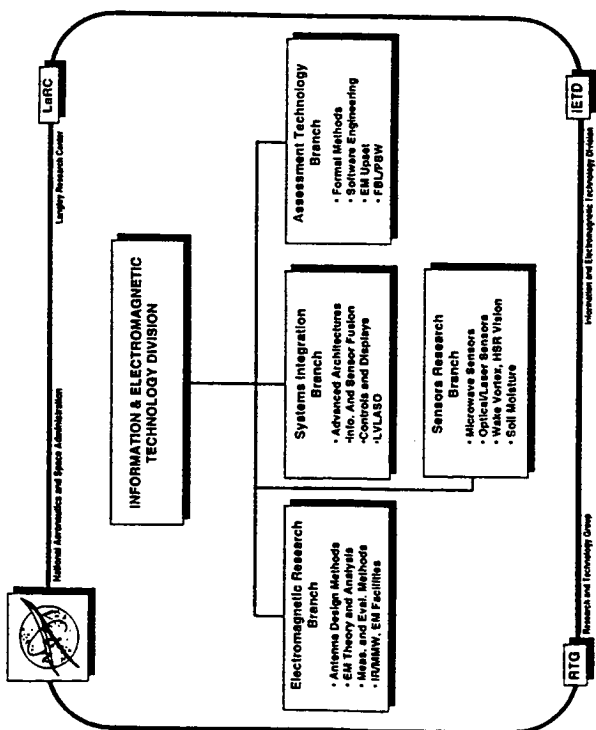 NASA
National Aeronautics and Space Administration
Langley Research Center
LaRC
INFORMATION & ELECTROMAGNETIC
TECHNOLOGY DIVISION
Electromagnetic Research
Branch
• Antenna Design Methods
• EM Theory and Analysis
• Meas. and Eval. Methods
• IR/MMW, EM Facilities
Systems Integration
Branch
• Advanced Architectures
•Info. And Sensor Fusion
•Controls and Displays
•LVLASO
Assessment Technology
Branch
• Formal Methods
• Software Engineering
• EM Upset
• FBL/PBW
Sensors Research
Branch
• Microwave Sensors
• Optical/Laser Sensors
• Wake Vortex, HSR Vision
• Soil Moisture
RTG
Research and Technology Group
Information and Electromagnetic Technology Division
IETD